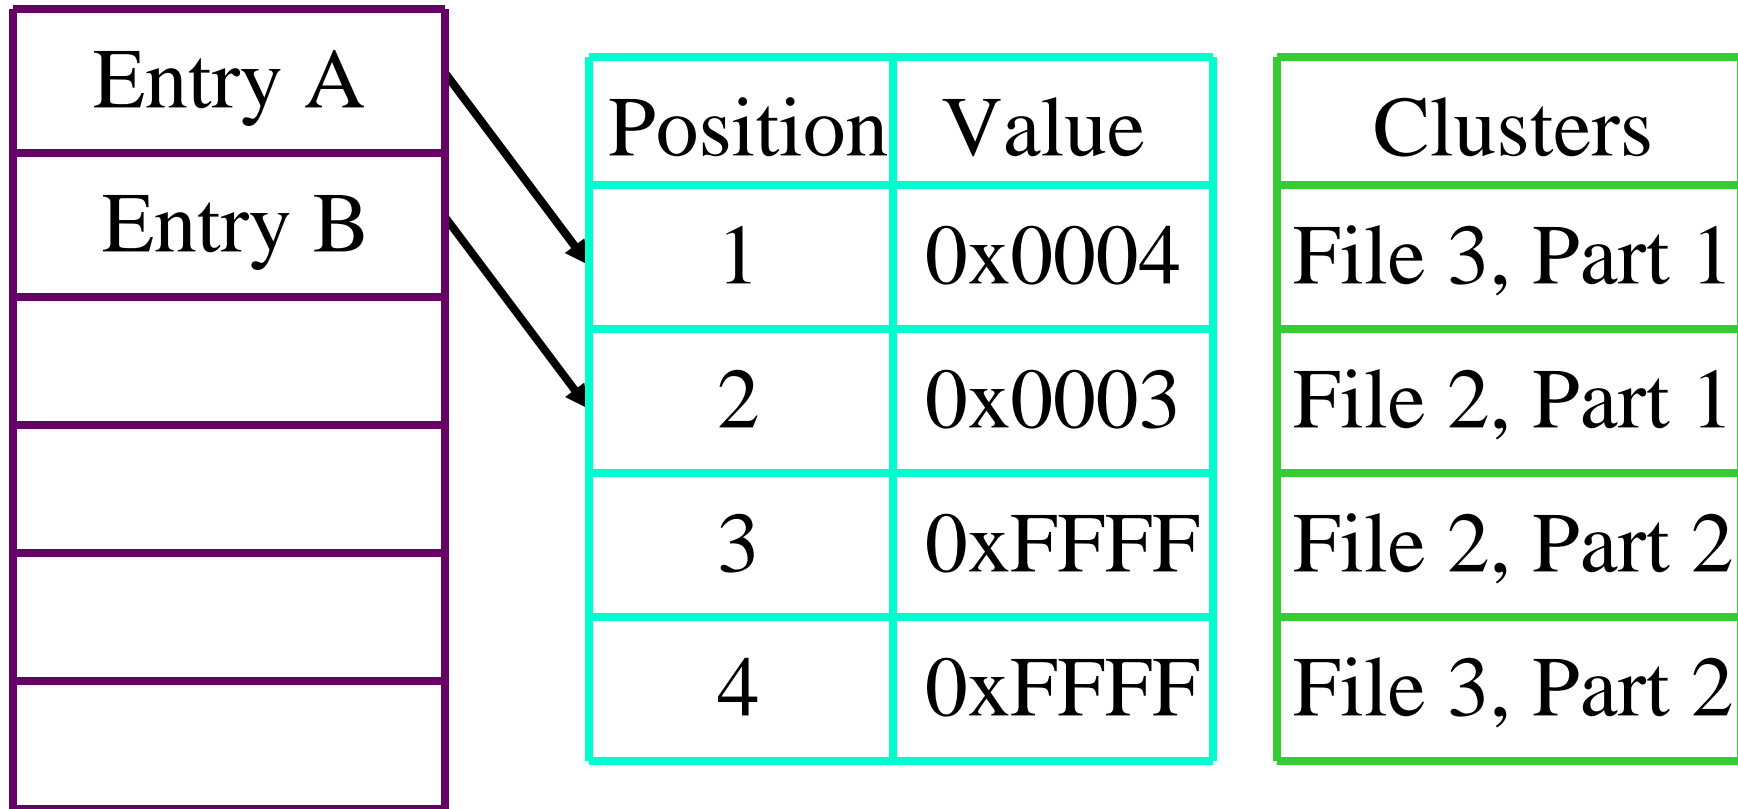 Entry A
Entry B
Position Value
1 0x0004
2 0x0003
3 0xFFFF
4 0xFFFF
Clusters
File 3, Part 1
File 2, Part 1
File 2, Part 2
File 3, Part 2